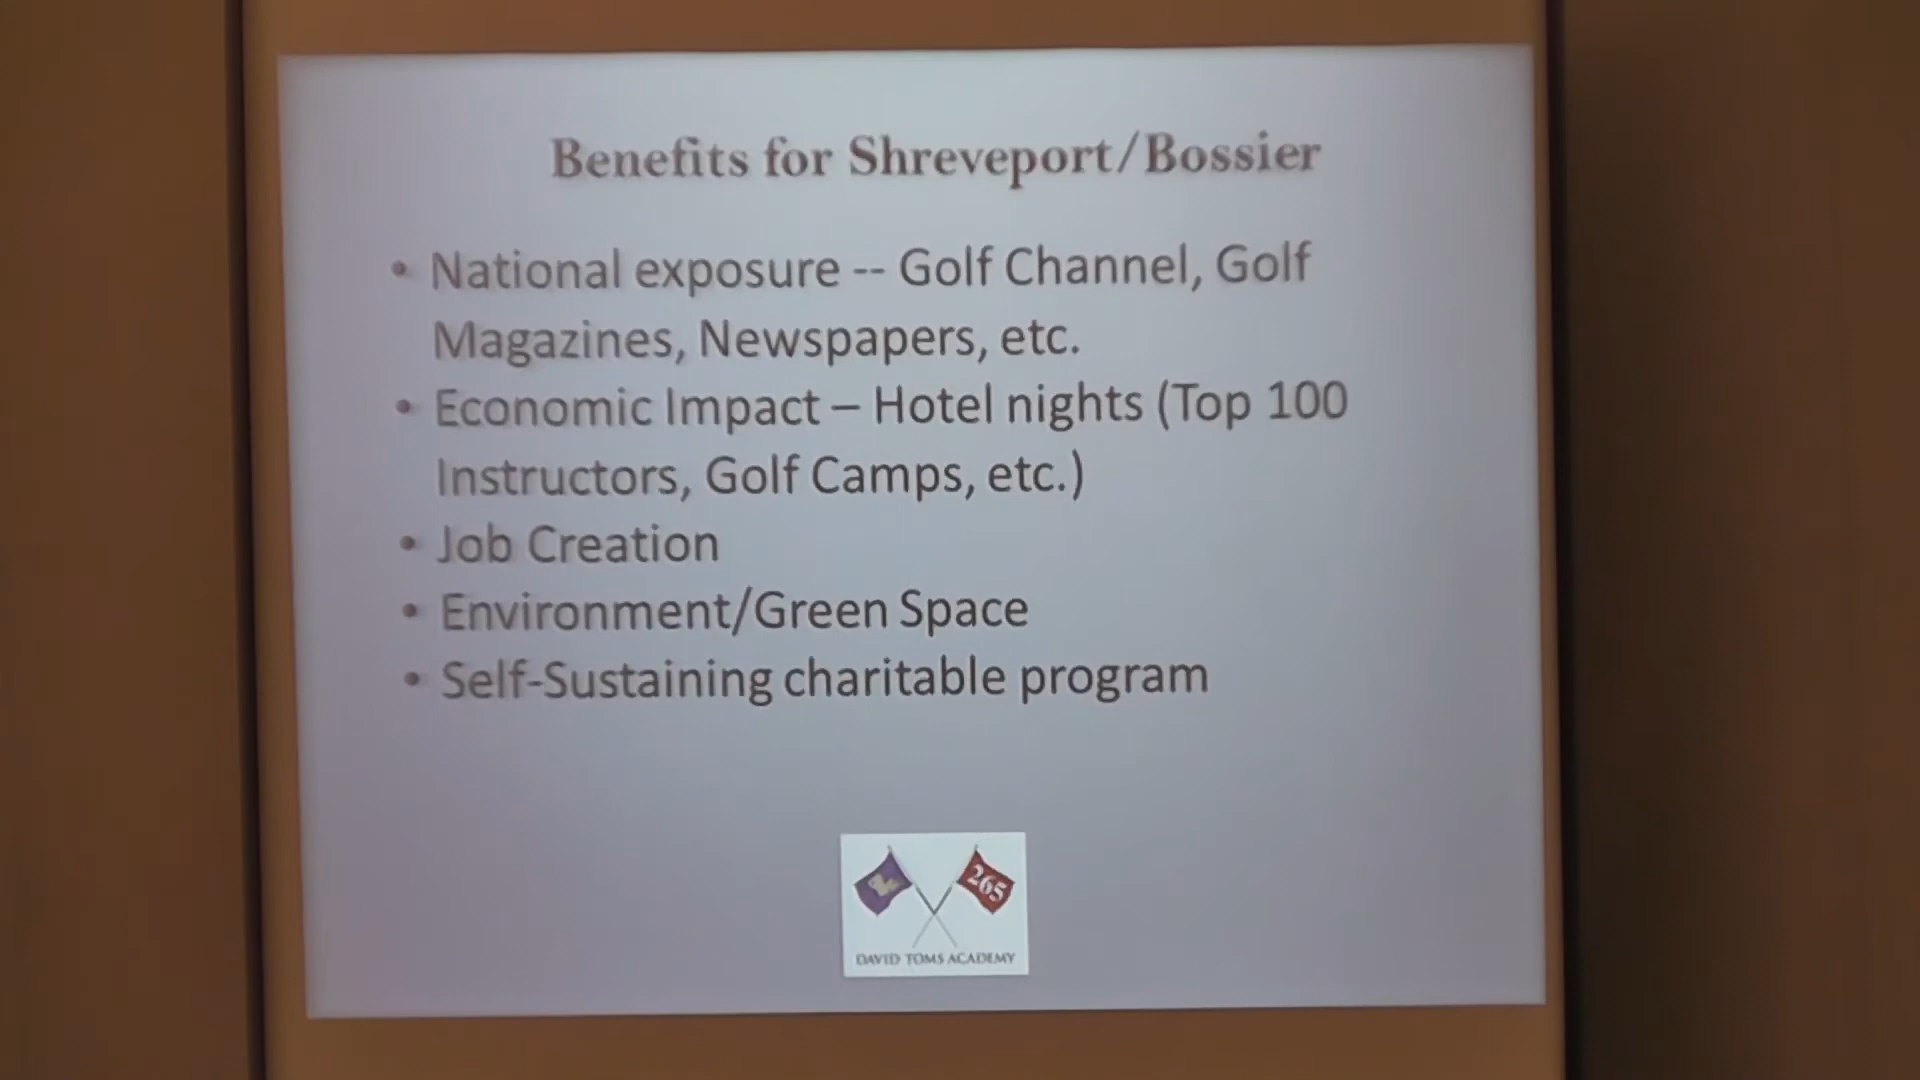 Benefits for Shreveport/Bossier
• National exposure -- Golf Channel, Golf
Magazines, Newspapers, etc.
• Economic Impact – Hotel nights (Top 100
Instructors, Golf Camps, etc.)
• Job Creation
• Environment/Green Space
• Self-Sustaining charitable program
265
DAVID TOMS ACADEMY